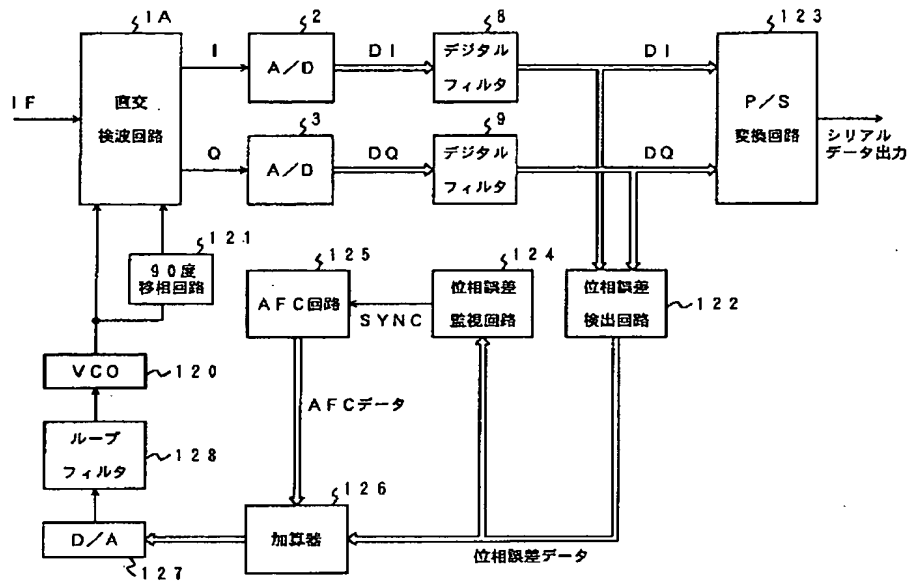 1A
2
8
123
IF
直交
検波回路
I
A/D
DI
デジタル
フィルタ
DI
P/S
変換回路
シリアル
データ出力
3
9
Q
A/D
DQ
デジタル
フィルタ
DQ
121
90度
移相回路
125
124
AFC回路
SYNC
位相誤差
監視回路
位相誤差
検出回路
122
VCO
120
AFCデータ
ループ
フィルタ
128
126
D/A
127
加算器
位相誤差データ